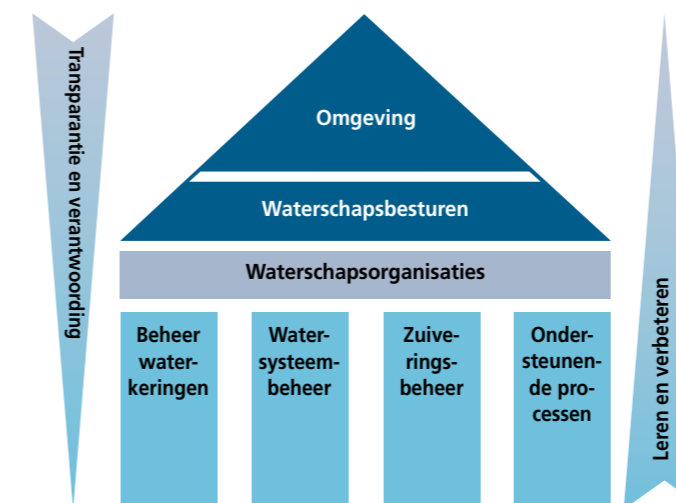 Transparantie en verantwoording
Omgeving
Waterschapsbesturen
Waterschapsorganisaties
Beheer
water-
keringen
Water-
systeem-
beheer
Zuive-
rings-
beheer
Onder-
steunen-
de pro-
cessen
Leren en verbeteren